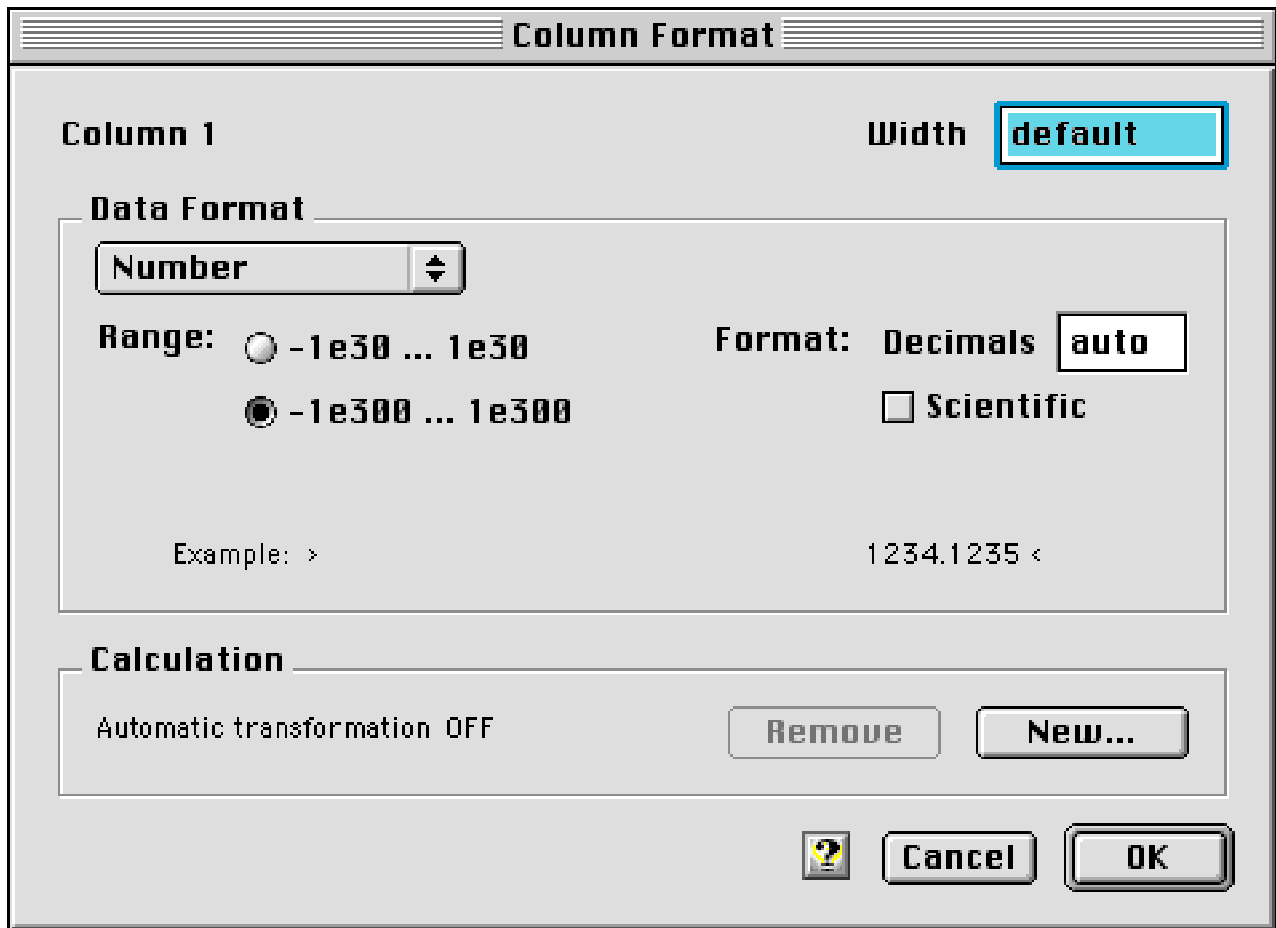 Column Format
Column 1 Width default
Data Format
Number
Range: -1e30 ... 1e30 Format: Decimals auto
-1e300 ... 1e300 Scientific
Example: > 1234.1235 <
Calculation
Automatic transformation OFF Remove New...
? Cancel OK